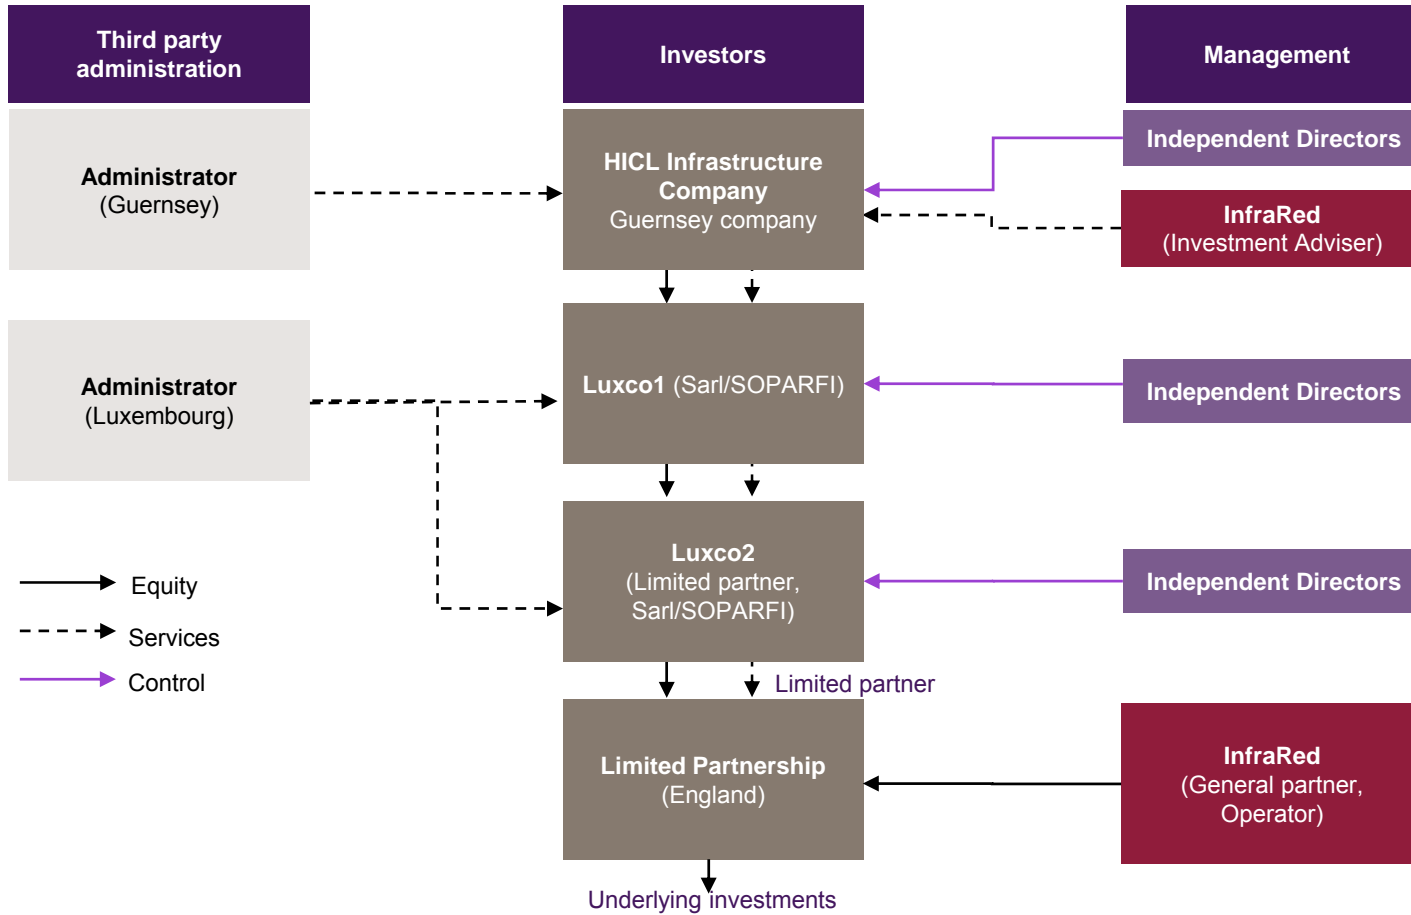 Third party
administration
Investors
Management
Administrator
(Guernsey)
HICL Infrastructure
Company
Guernsey company
Independent Directors
InfraRed
(Investment Adviser)
Administrator
(Luxembourg)
Luxco1 (Sarl/SOPARFI)
Independent Directors
Luxco2
(Limited partner,
Sarl/SOPARFI)
Independent Directors
Equity
Services
Control
Limited partner
Limited Partnership
(England)
InfraRed
(General partner,
Operator)
Underlying investments